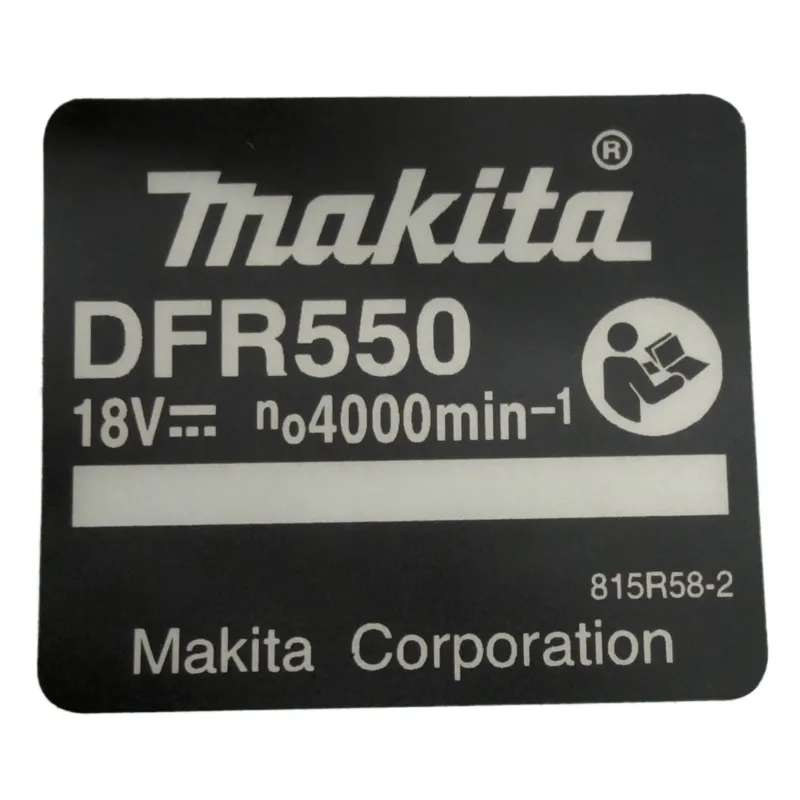 ®
makita
DFR550
18V⎓ n₀4000min⁻¹
815R58-2
Makita Corporation